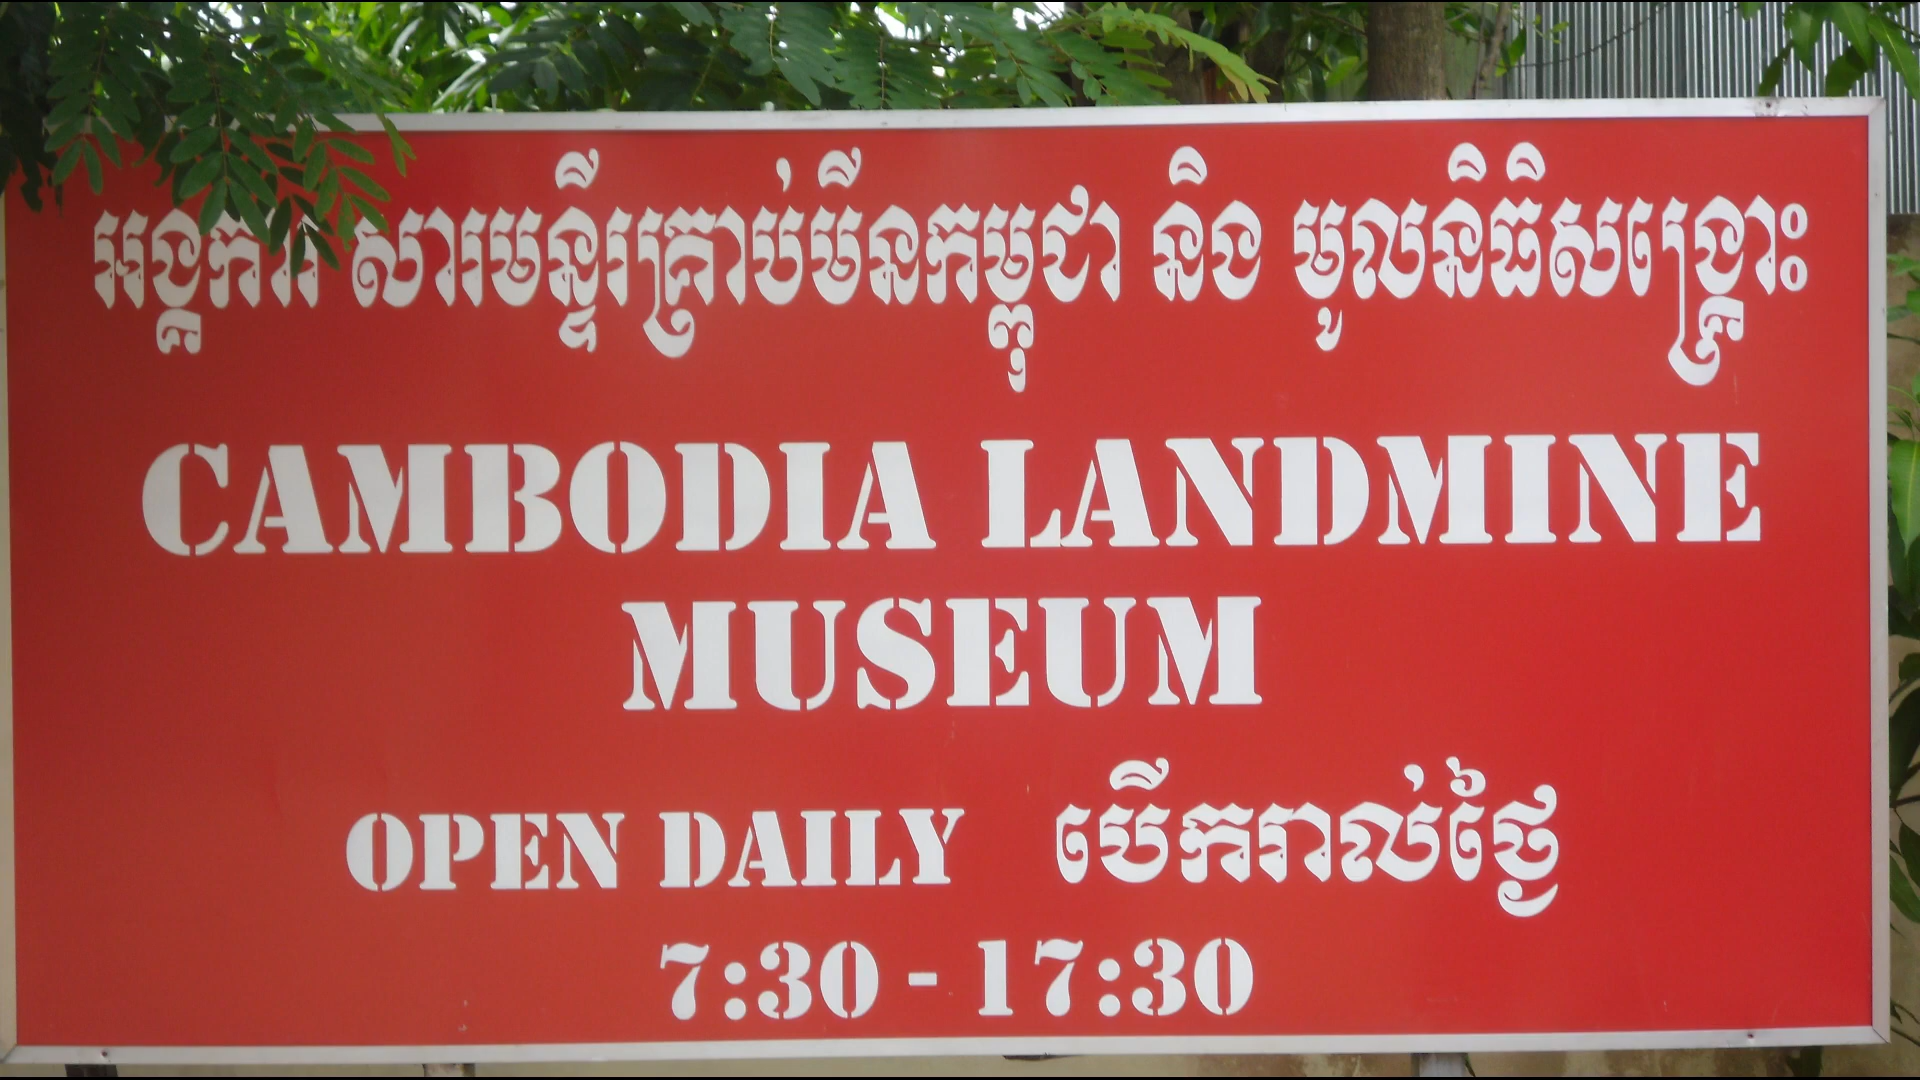 អង្គការ សារមន្ទីរគ្រាប់មីនកម្ពុជា និង មូលនិធិសង្គ្រោះ
CAMBODIA LANDMINE
MUSEUM
OPEN DAILY បើករាល់ថ្ងៃ
7:30 - 17:30